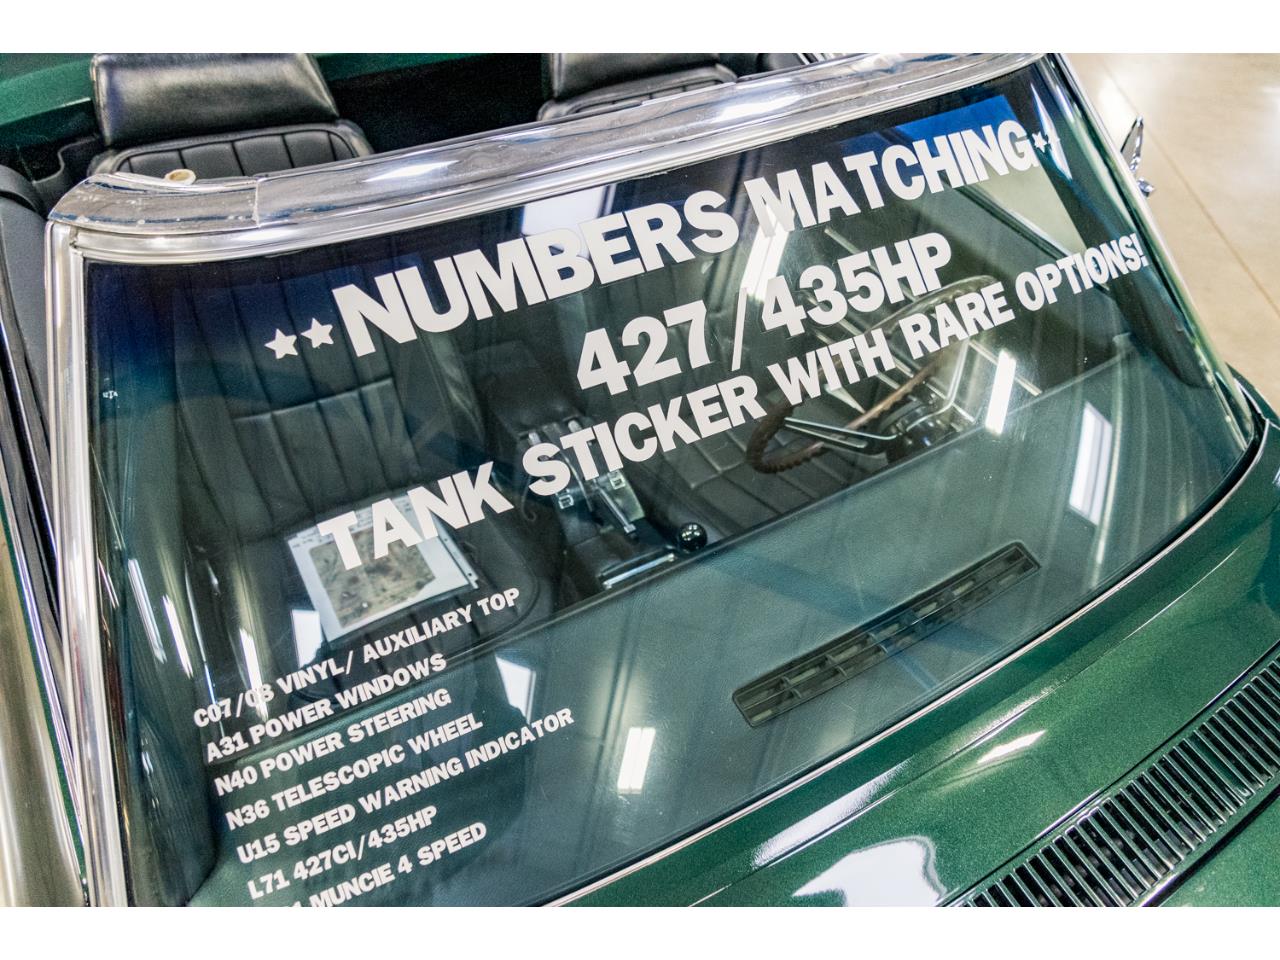 **NUMBERS MATCHING**
427/435HP
TANK STICKER WITH RARE OPTIONS!
C07/08 VINYL/ AUXILIARY TOP
A31 POWER WINDOWS
N40 POWER STEERING
N36 TELESCOPIC WHEEL
U15 SPEED WARNING INDICATOR
L71 427CI/435HP
MUNCIE 4 SPEED